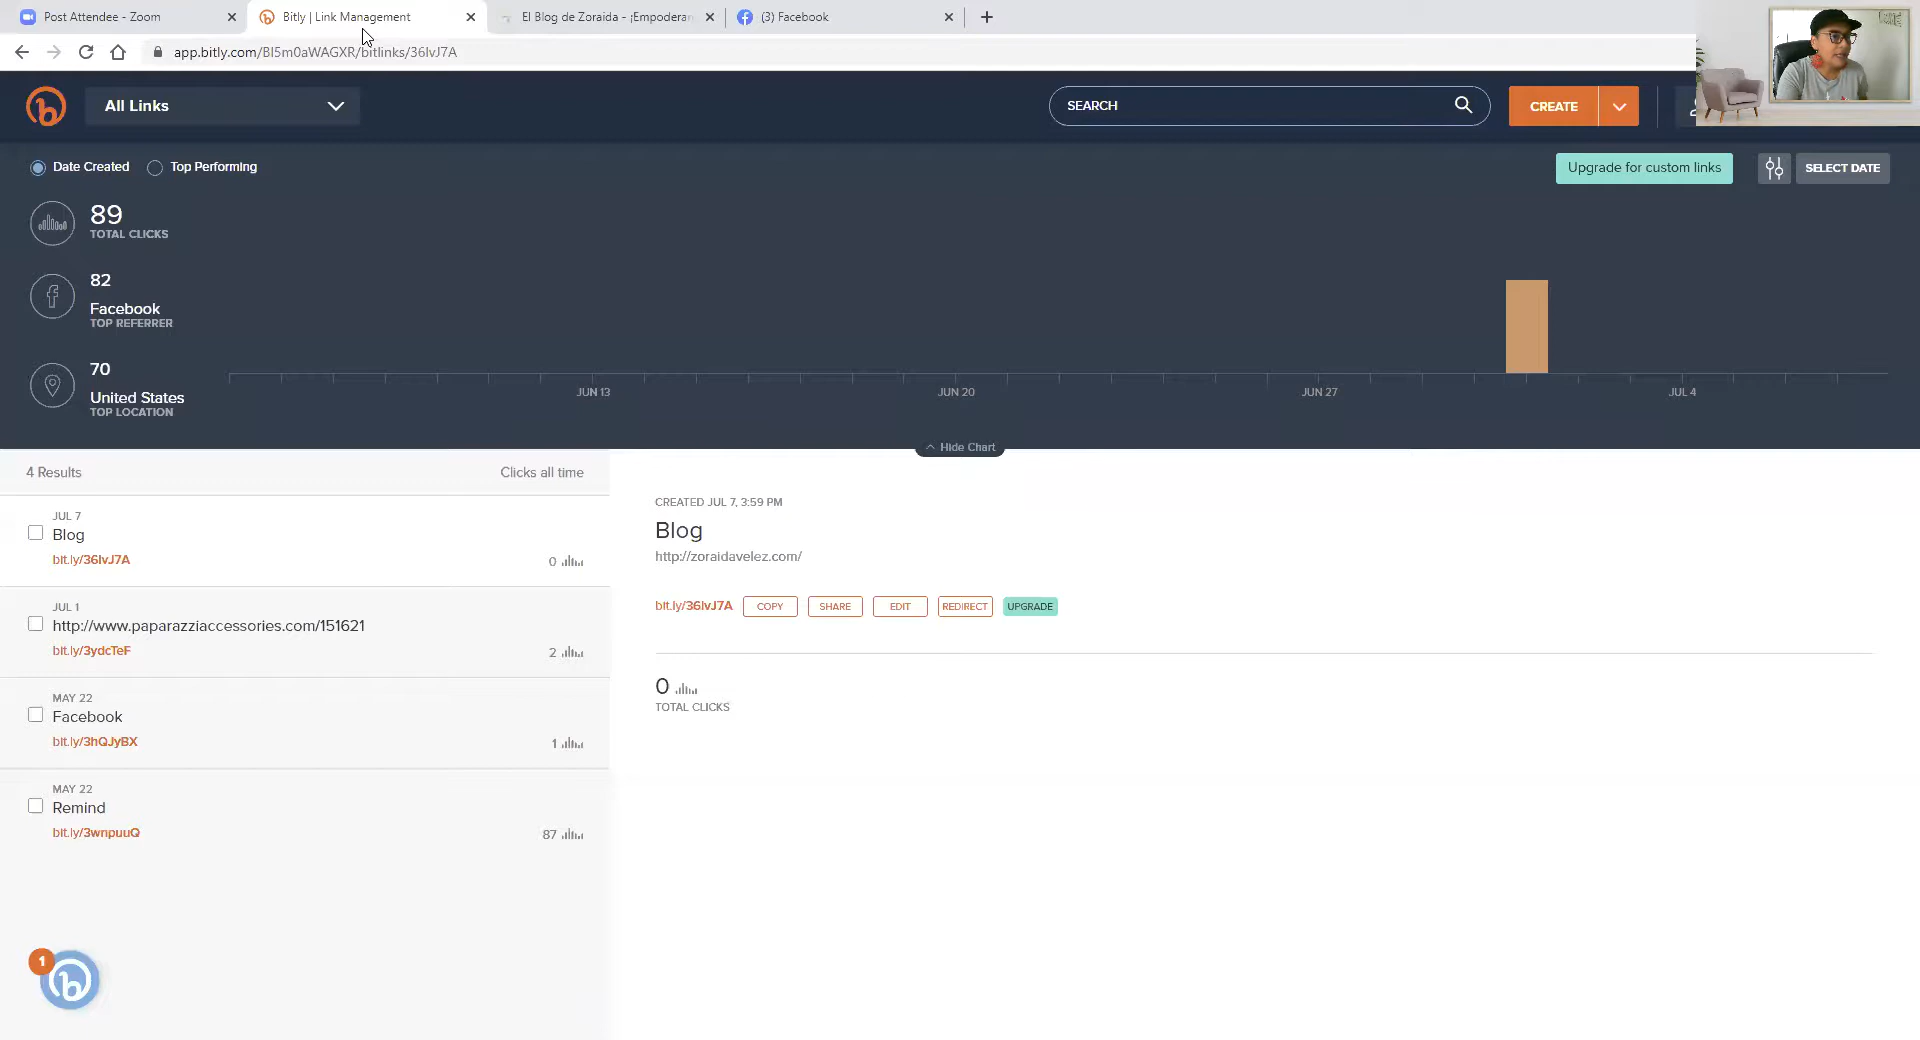 Post Attendee - Zoom
Bitly | Link Management
El Blog de Zoraida - ¡Empoderan
(3) Facebook
app.bitly.com/Bl5m0aWAGXR/bitlinks/36lvJ7A
All Links
SEARCH
CREATE
Date Created
Top Performing
Upgrade for custom links
SELECT DATE
89
TOTAL CLICKS
82
Facebook
TOP REFERRER
70
United States
TOP LOCATION
JUN 13
JUN 20
JUN 27
JUL 4
Hide Chart
4 Results
Clicks all time
JUL 7
Blog
bit.ly/36lvJ7A
0
JUL 1
http://www.paparazziaccessories.com/151621
bit.ly/3ydcTeF
2
MAY 22
Facebook
bit.ly/3hQJyBX
1
MAY 22
Remind
bit.ly/3wnpuuQ
87
1
CREATED JUL 7, 3:59 PM
Blog
http://zoraidavelez.com/
bit.ly/36lvJ7A
COPY
SHARE
EDIT
REDIRECT
UPGRADE
0
TOTAL CLICKS